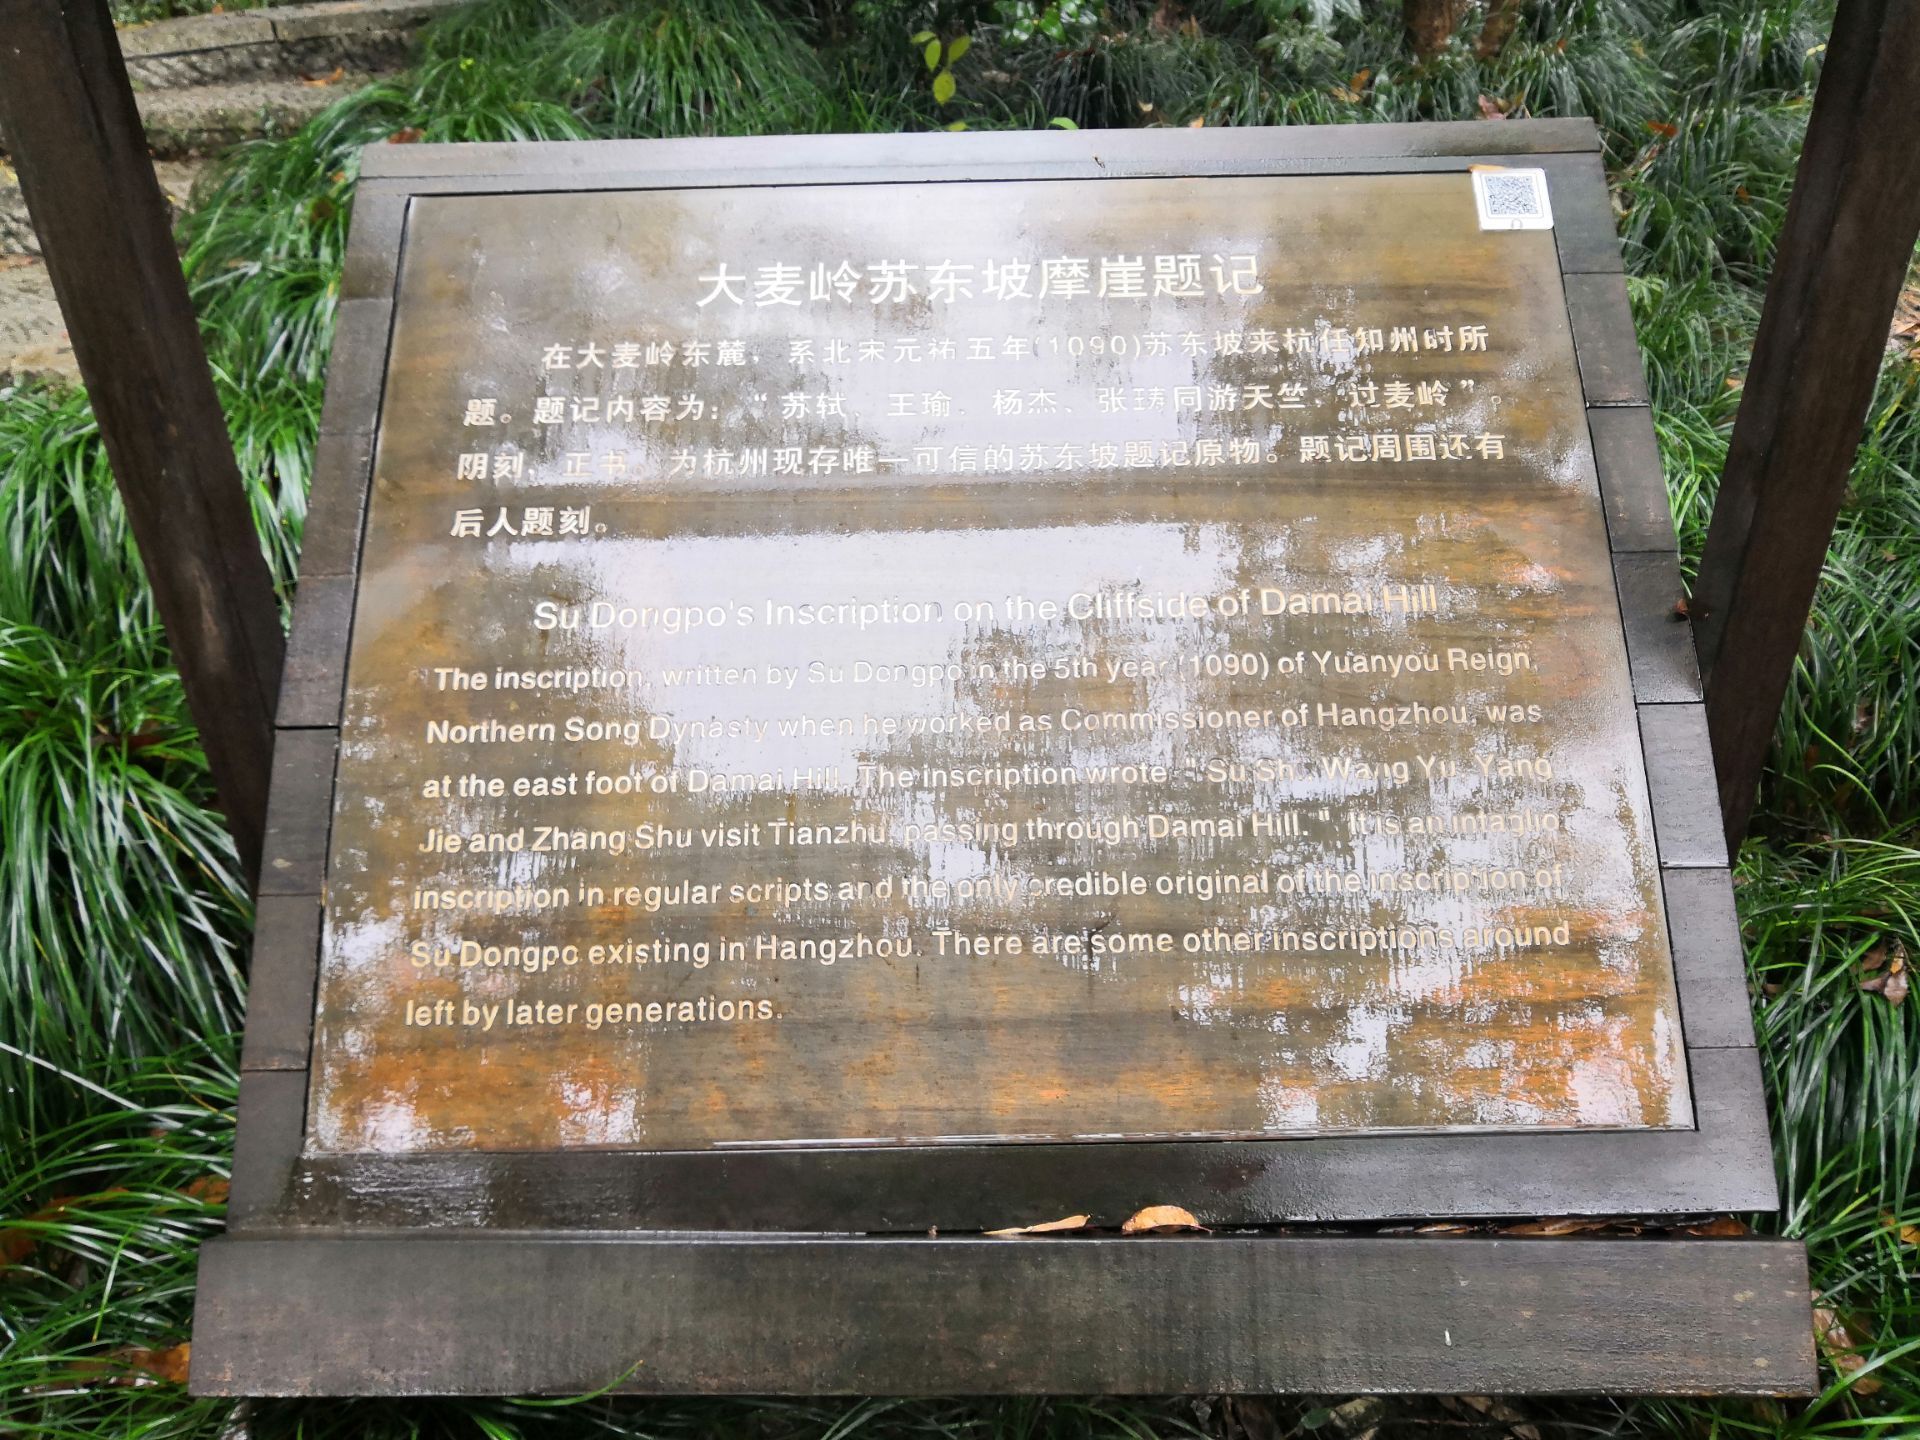 大麦岭苏东坡摩崖题记
在大麦岭东麓，系北宋元祐五年(1090)苏东坡来杭任知州时所
题。题记内容为：“苏轼、王瑜、杨杰、张璹同游天竺，过麦岭”。
阴刻，正书。为杭州现存唯一可信的苏东坡题记原物。题记周围还有
后人题刻。
Su Dongpo's Inscription on the Cliffside of Damai Hill
The inscription, written by Su Dongpo in the 5th year (1090) of Yuanyou Reign,
Northern Song Dynasty when he worked as Commissioner of Hangzhou, was
at the east foot of Damai Hill. The inscription wrote "Su Shi, Wang Yu, Yang
Jie and Zhang Shu visit Tianzhu, passing through Damai Hill." It is an intaglio
inscription in regular scripts and the only credible original of the inscription of
Su Dongpo existing in Hangzhou. There are some other inscriptions around
left by later generations.